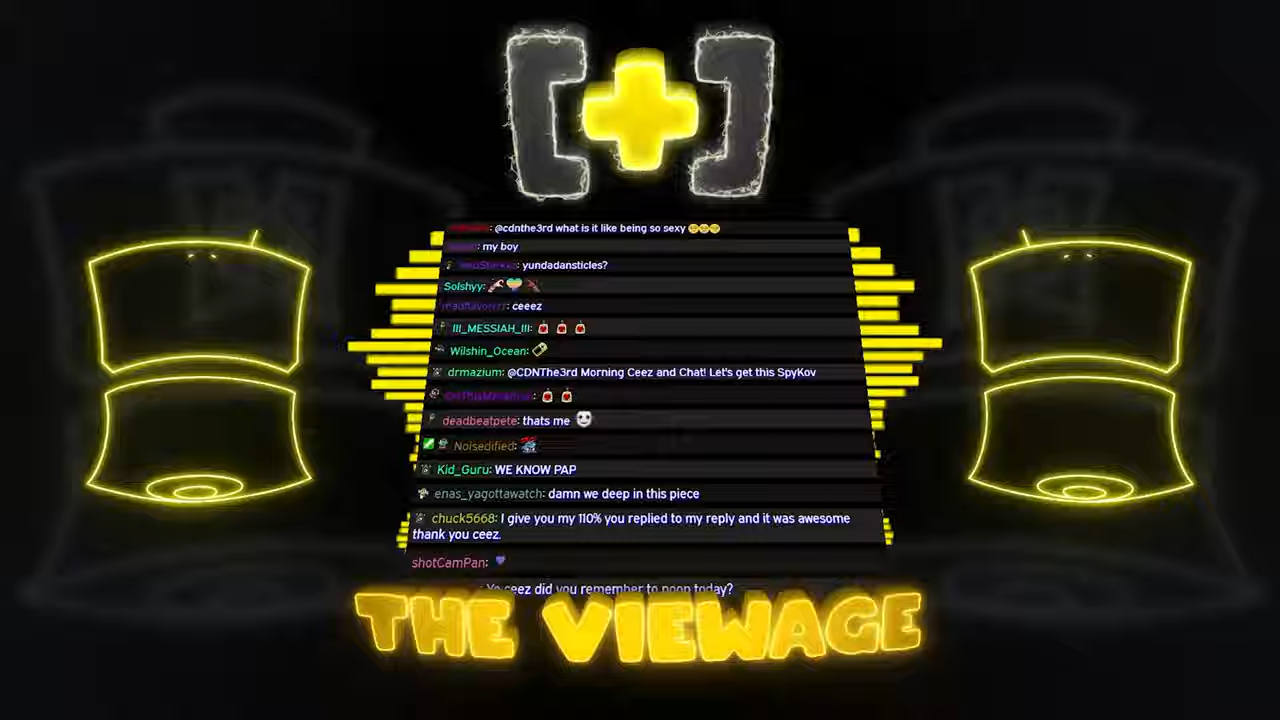 : @cdnthe3rd what is it like being so sexy
: my boy
: yundadansticles?
Solshyy:
: ceeez
III_MESSIAH_III:
Wilshin_Ocean:
drmazium: @CDNThe3rd Morning Ceez and Chat! Let's get this SpyKov
:
deadbeatpete: thats me
Noisedified:
Kid_Guru: WE KNOW PAP
enas_yagottawatch: damn we deep in this piece
chuck5668: I give you my 110% you replied to my reply and it was awesome
thank you ceez.
shotCamPan:
Yo ceez did you remember to poop today?
THE VIEWAGE